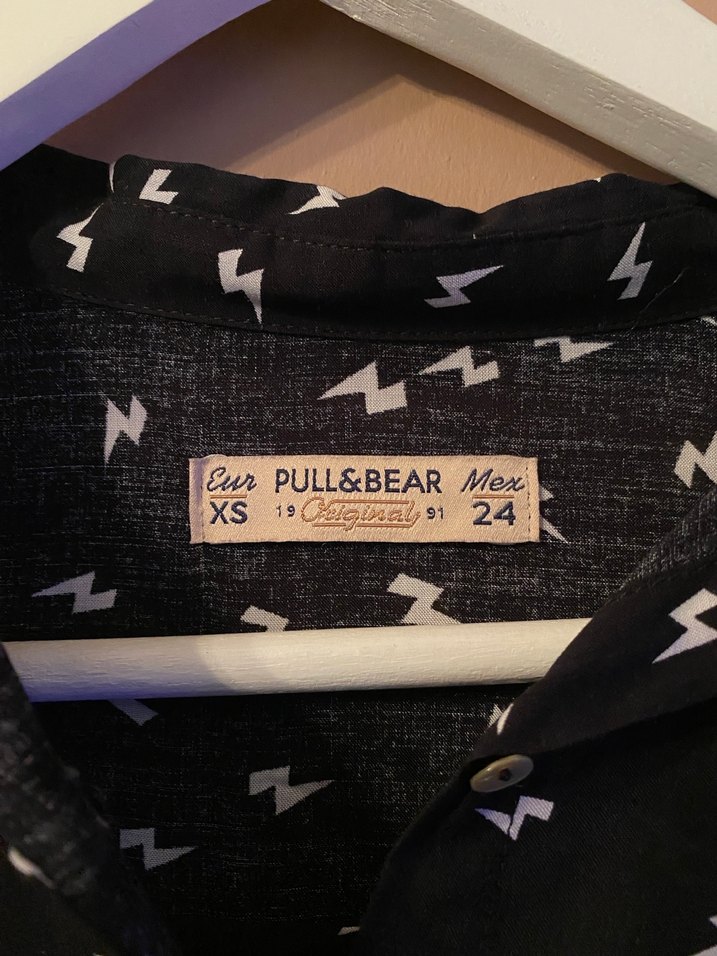 Eur PULL&BEAR Mex
XS 19 Original 91 24